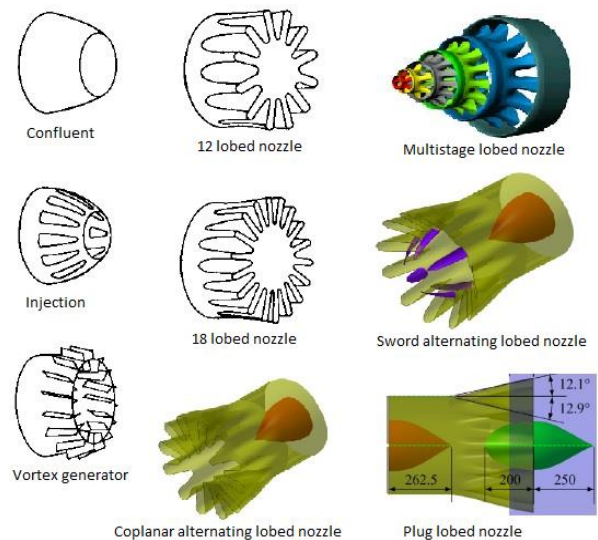 Confluent
12 lobed nozzle
Multistage lobed nozzle
Injection
18 lobed nozzle
Sword alternating lobed nozzle
12.1°
12.9°
262.5
200
250
Vortex generator
Coplanar alternating lobed nozzle
Plug lobed nozzle